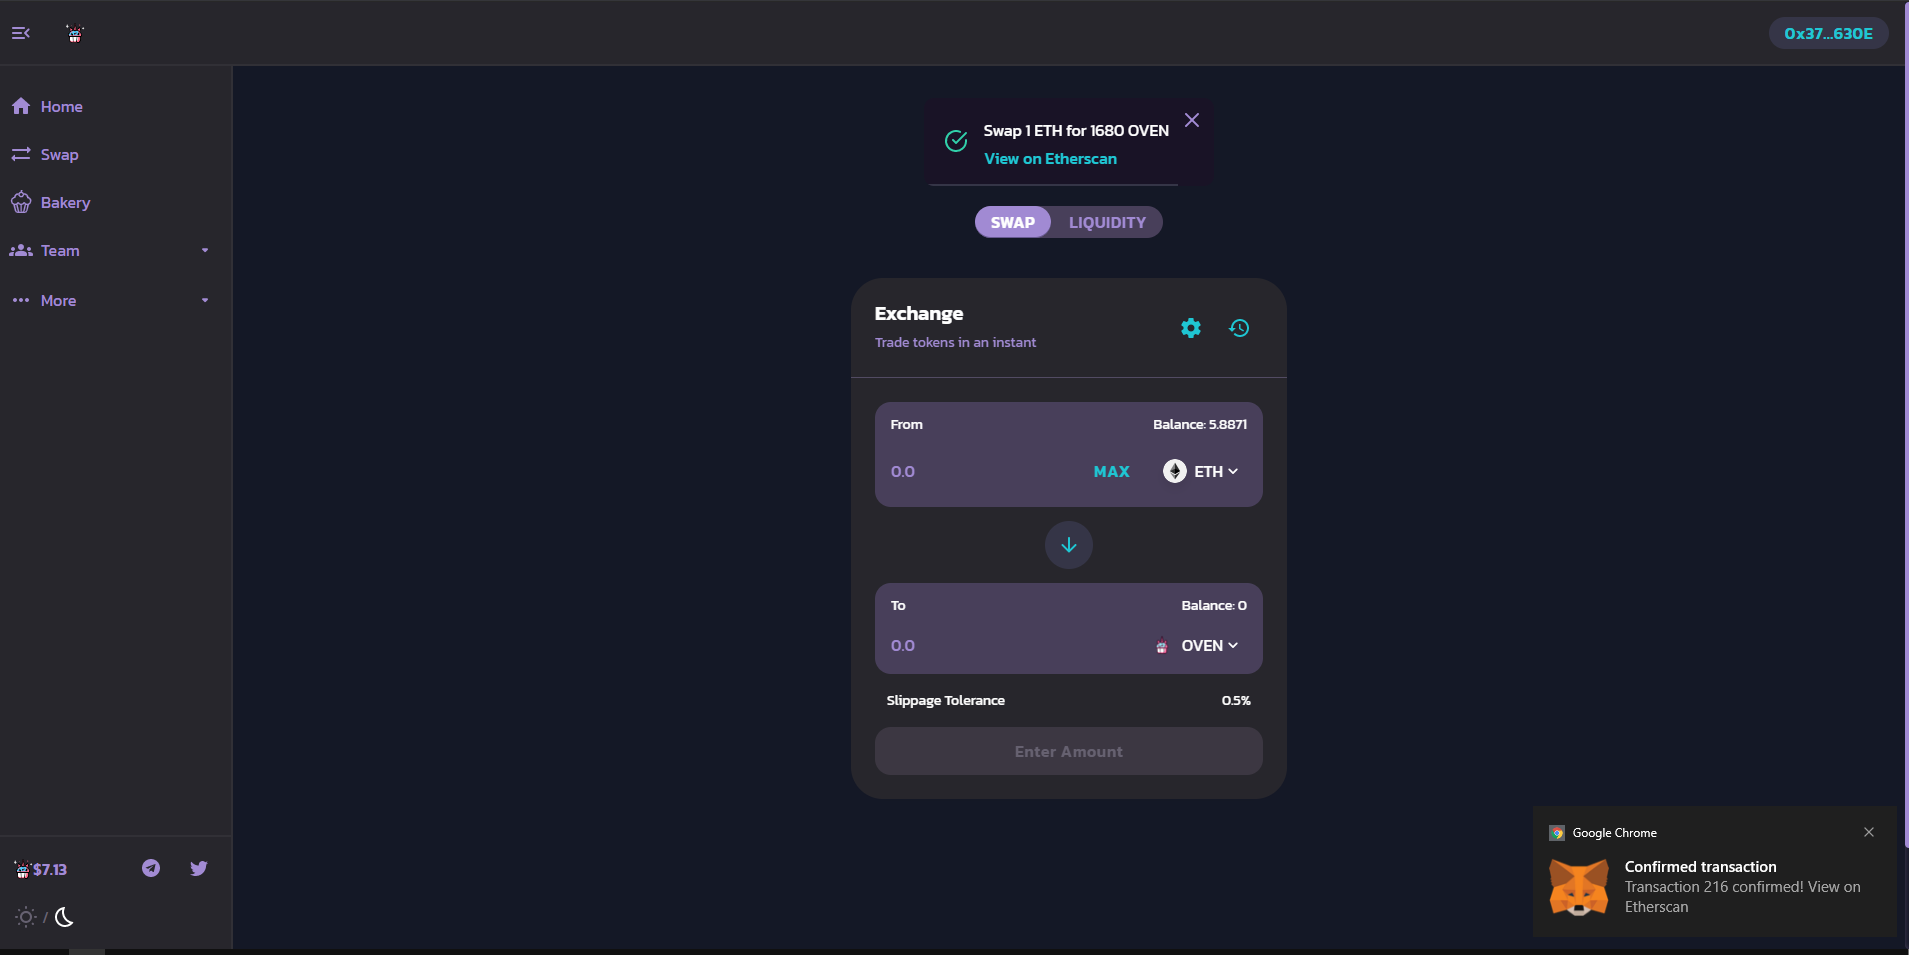 0x37...630E
Home
Swap
Bakery
Team
More
Swap 1 ETH for 1680 OVEN
View on Etherscan
SWAP LIQUIDITY
Exchange
Trade tokens in an instant
From Balance: 5.8871
0.0 MAX ETH
To Balance: 0
0.0 OVEN
Slippage Tolerance 0.5%
Enter Amount
$7.13
/
Google Chrome
Confirmed transaction
Transaction 216 confirmed! View on
Etherscan